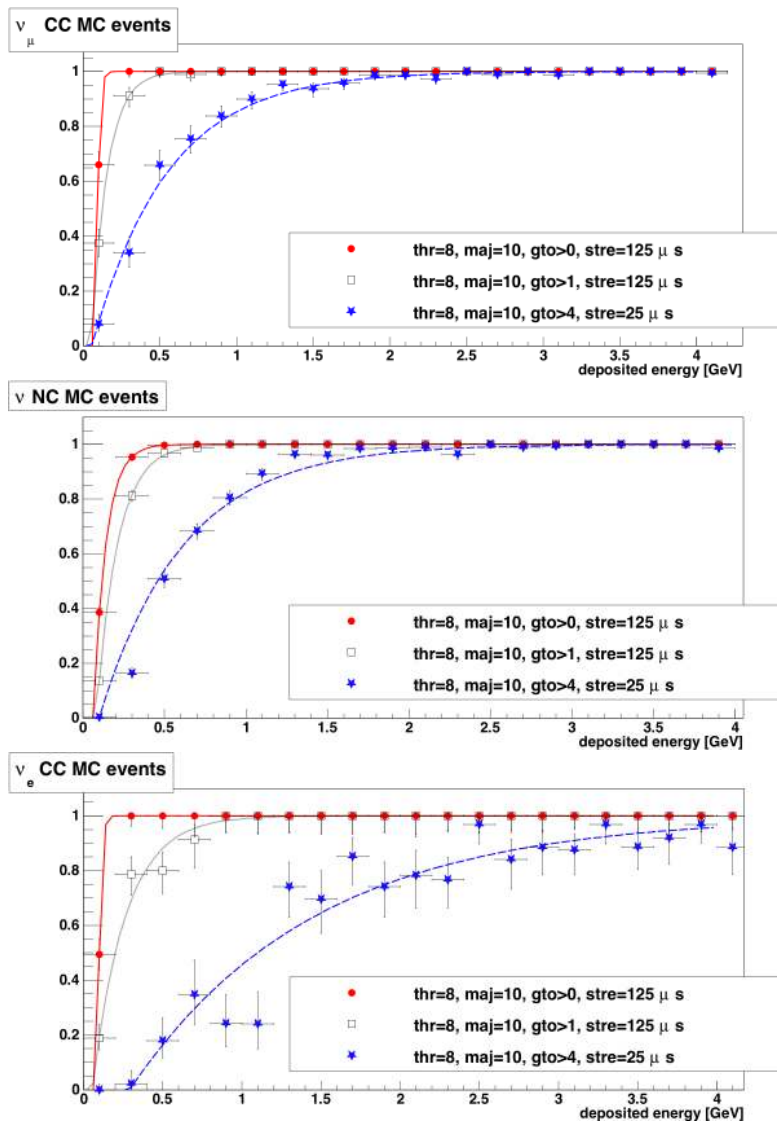 ν_μ CC MC events
1
0.8
0.6
0.4
0.2
0
thr=8, maj=10, gto>0, stre=125 μ s
thr=8, maj=10, gto>1, stre=125 μ s
thr=8, maj=10, gto>4, stre=25 μ s
0 0.5 1 1.5 2 2.5 3 3.5 4
deposited energy [GeV]
ν NC MC events
1
0.8
0.6
0.4
0.2
0
thr=8, maj=10, gto>0, stre=125 μ s
thr=8, maj=10, gto>1, stre=125 μ s
thr=8, maj=10, gto>4, stre=25 μ s
0 0.5 1 1.5 2 2.5 3 3.5 4
deposited energy [GeV]
ν_e CC MC events
1
0.8
0.6
0.4
0.2
0
thr=8, maj=10, gto>0, stre=125 μ s
thr=8, maj=10, gto>1, stre=125 μ s
thr=8, maj=10, gto>4, stre=25 μ s
0 0.5 1 1.5 2 2.5 3 3.5 4
deposited energy [GeV]